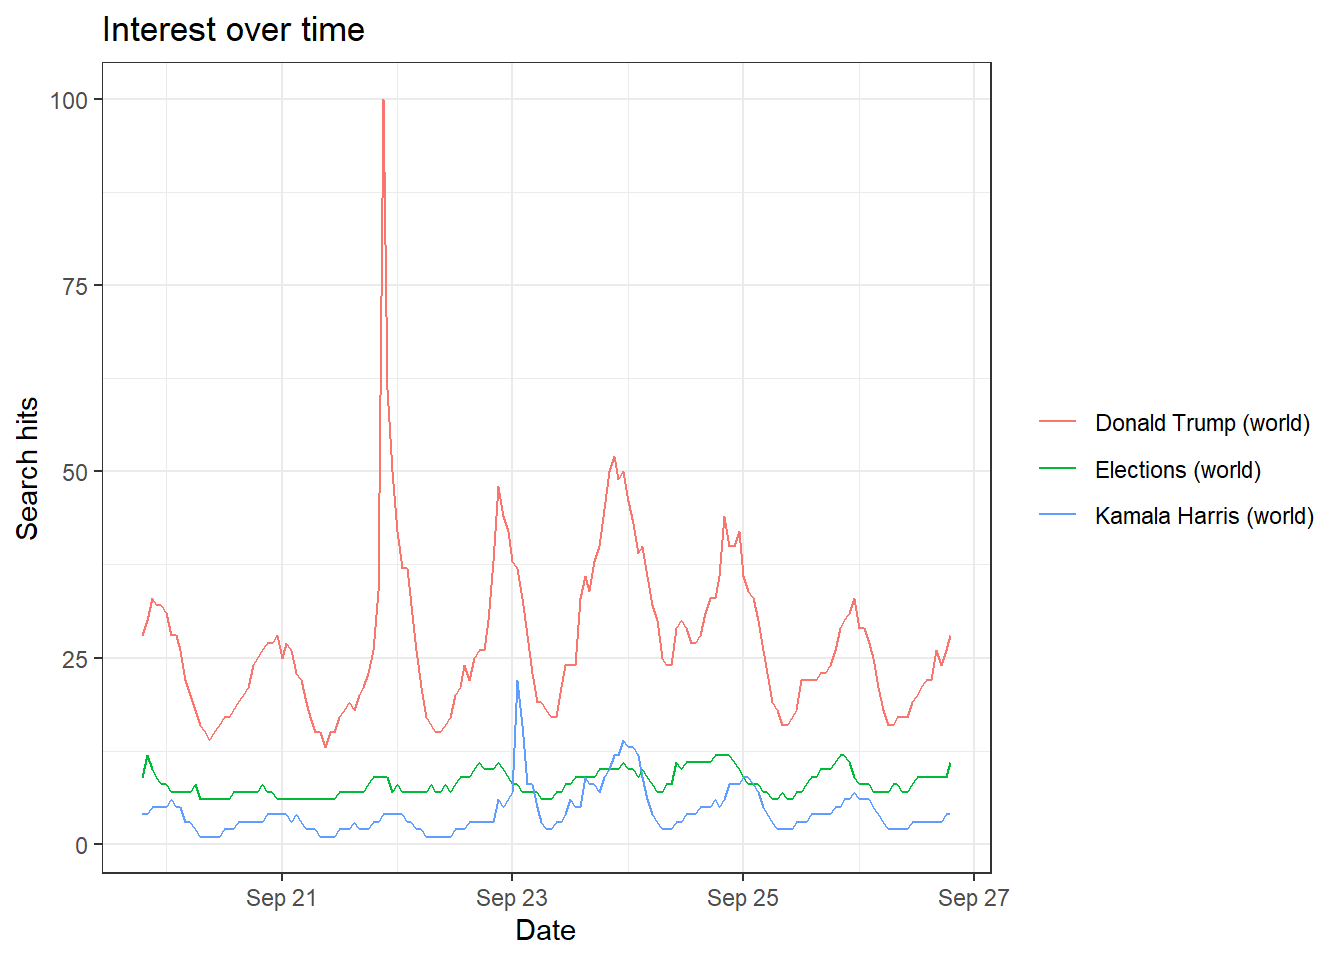 Interest over time
100
75
50
25
0
Search hits
Sep 21
Sep 23
Sep 25
Sep 27
Date
Donald Trump (world)
Elections (world)
Kamala Harris (world)